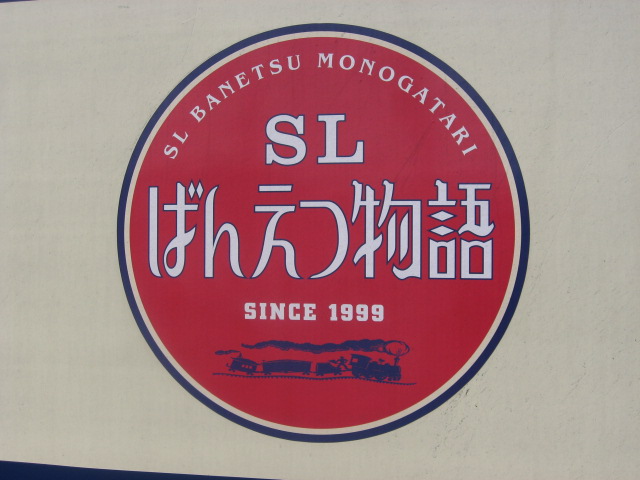 SL BANETSU MONOGATARI
SL
ばんえつ物語
SINCE 1999